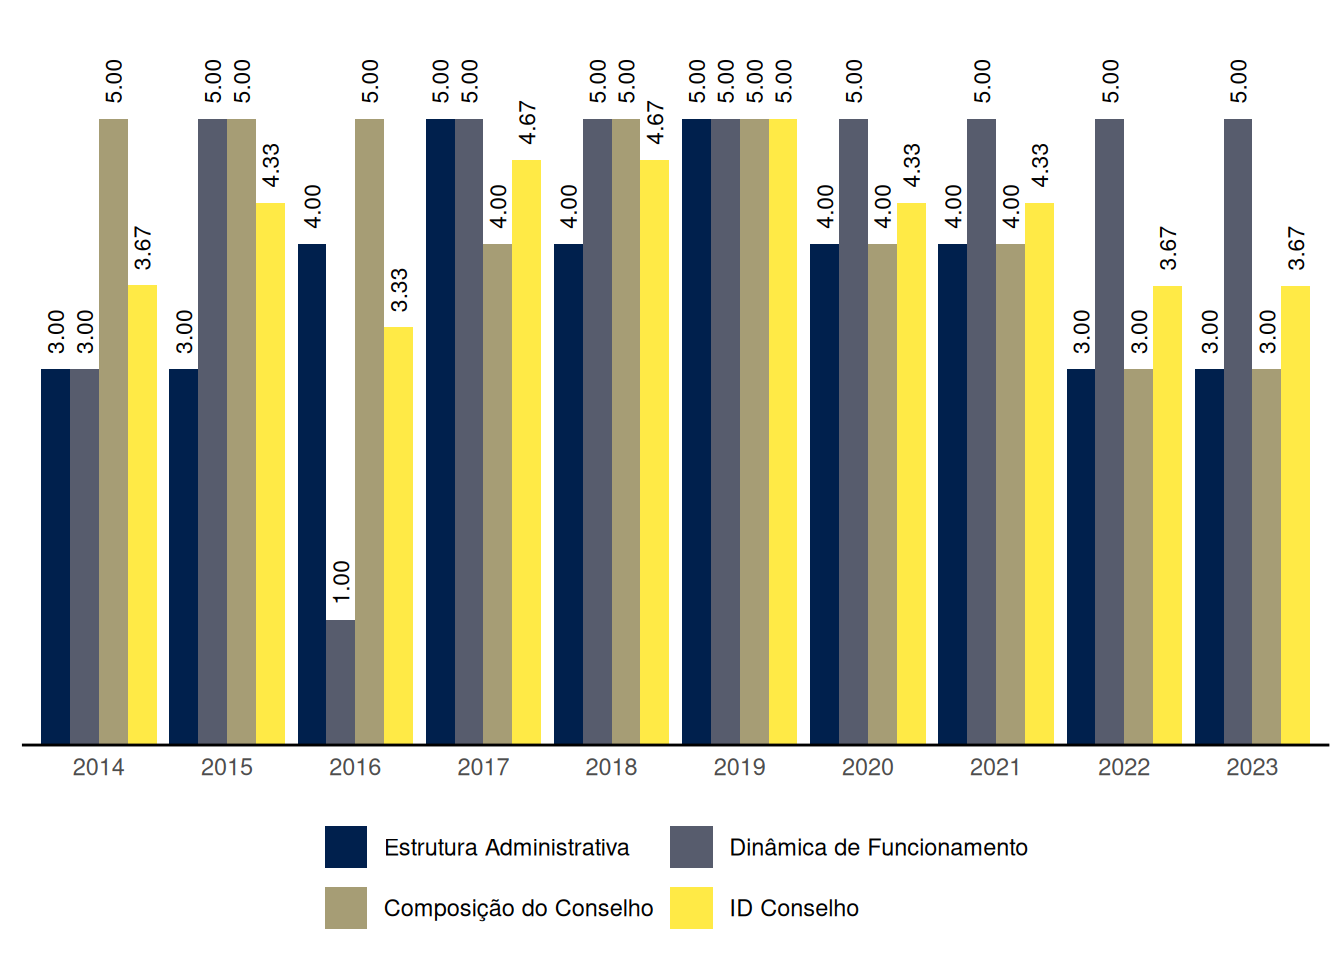 3.00 3.00 5.00 3.67
3.00 5.00 5.00 4.33
4.00 1.00 5.00 3.33
5.00 5.00 4.00 4.67
4.00 5.00 5.00 4.67
5.00 5.00 5.00 5.00
4.00 5.00 4.00 4.33
4.00 5.00 4.00 4.33
3.00 5.00 3.00 3.67
3.00 5.00 3.00 3.67
2014 2015 2016 2017 2018 2019 2020 2021 2022 2023
Estrutura Administrativa Dinâmica de Funcionamento
Composição do Conselho ID Conselho